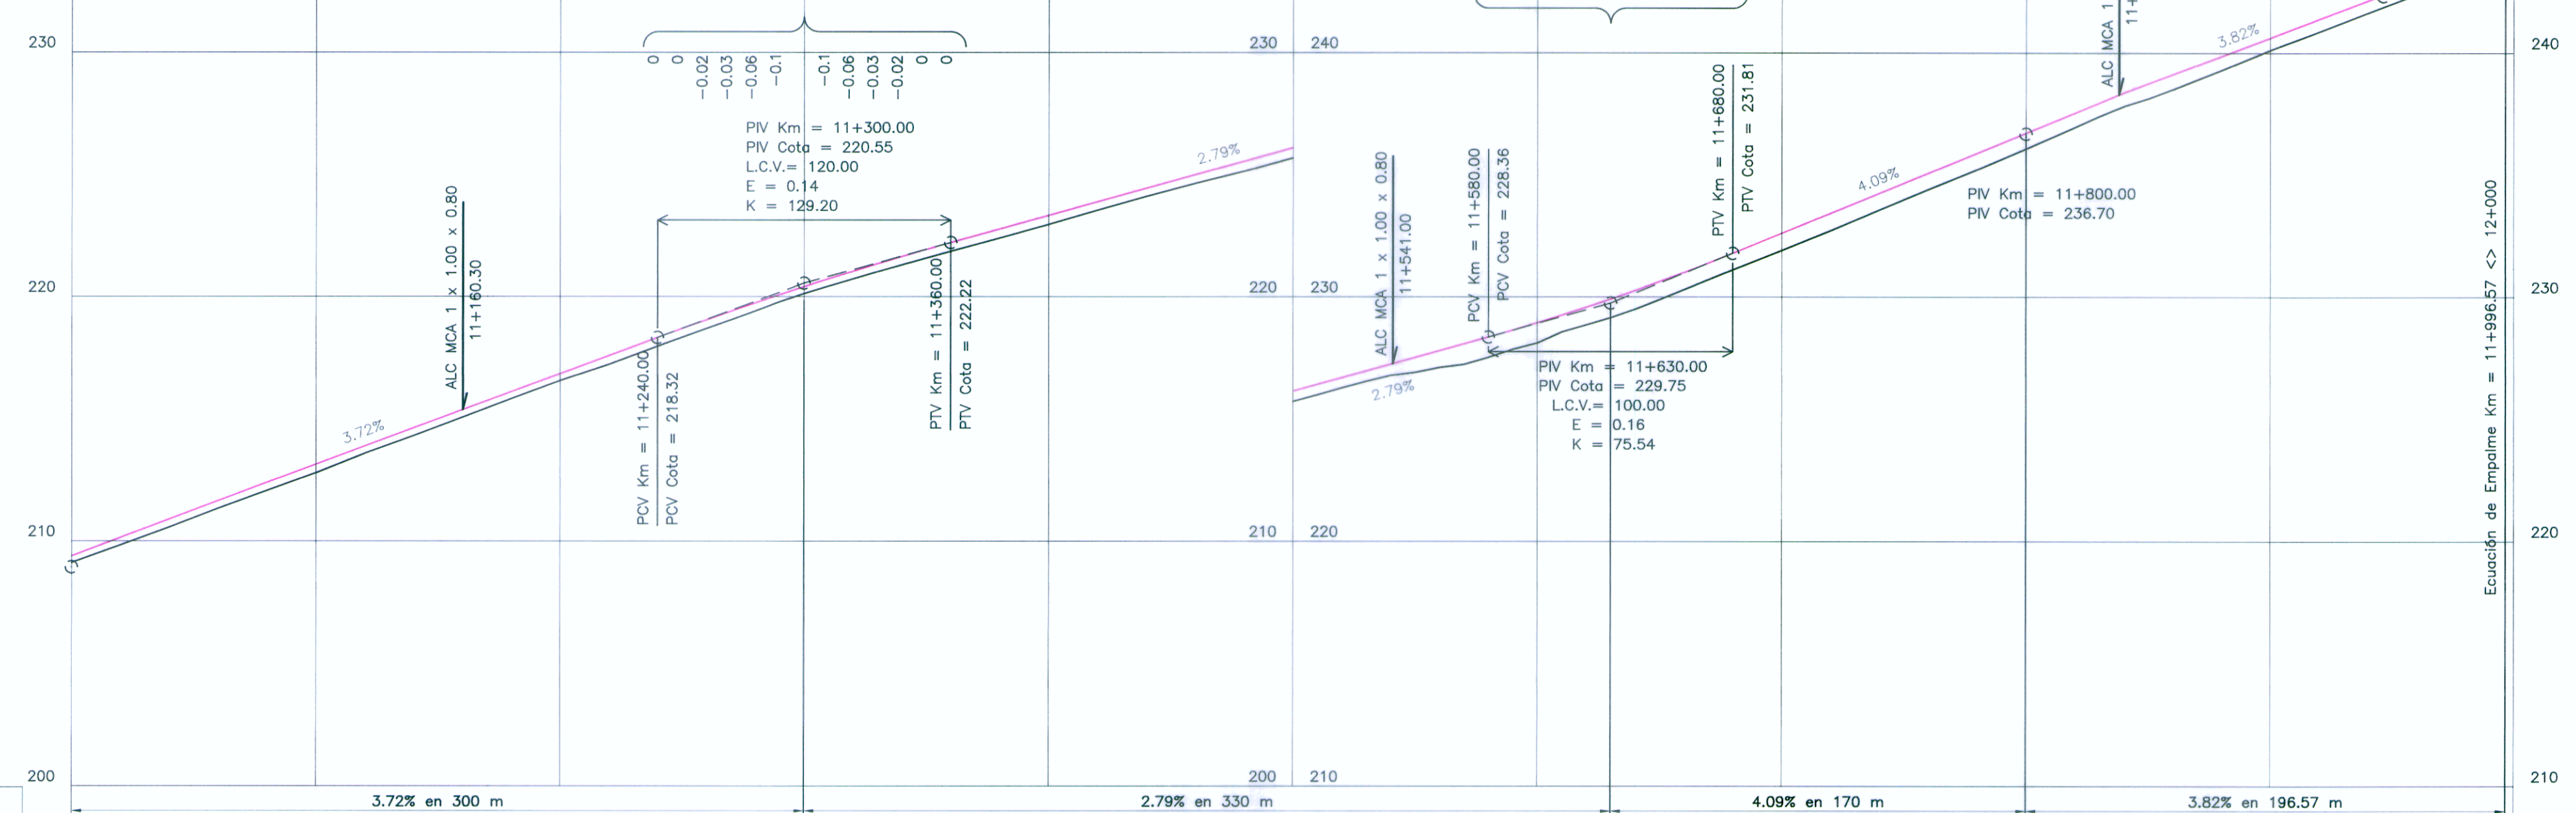 230
220
210
200
0
0
-0.02
-0.03
-0.06
-0.1
-0.1
-0.06
-0.03
-0.02
0
0
PIV Km = 11+300.00
PIV Cota = 220.55
L.C.V.= 120.00
E = 0.14
K = 129.20
ALC MCA 1 x 1.00 x 0.80
11+160.30
3.72%
PCV Km = 11+240.00
PCV Cota = 218.32
PTV Km = 11+360.00
PTV Cota = 222.22
2.79%
230 240
220 230
210 220
200 210
ALC MCA 1 x 1.00 x 0.80
11+541.00
2.79%
PCV Km = 11+580.00
PCV Cota = 228.36
PIV Km = 11+630.00
PIV Cota = 229.75
L.C.V.= 100.00
E = 0.16
K = 75.54
PTV Km = 11+680.00
PTV Cota = 231.81
4.09%
PIV Km = 11+800.00
PIV Cota = 236.70
ALC MCA 1
11+
3.82%
Ecuación de Empalme Km = 11+996.57 <> 12+000
240
230
220
210
3.72% en 300 m
2.79% en 330 m
4.09% en 170 m
3.82% en 196.57 m